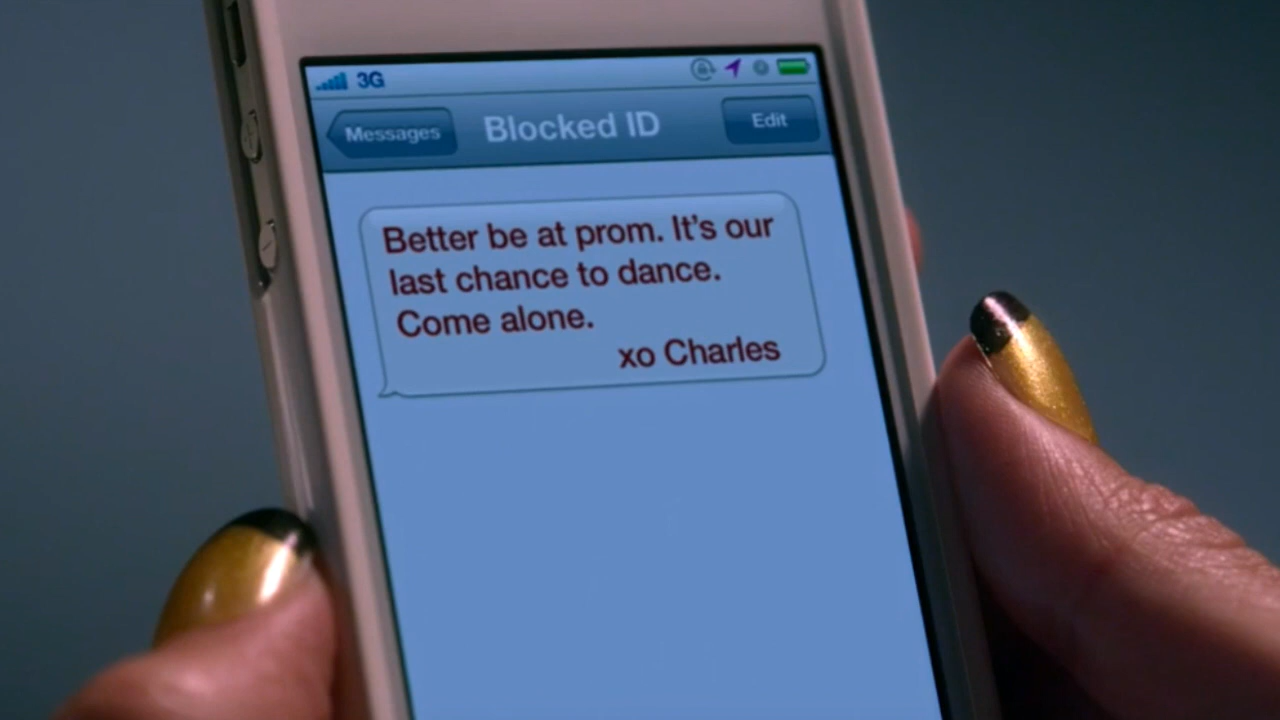 3G
Messages
Blocked ID
Edit
Better be at prom. It's our
last chance to dance.
Come alone.
xo Charles